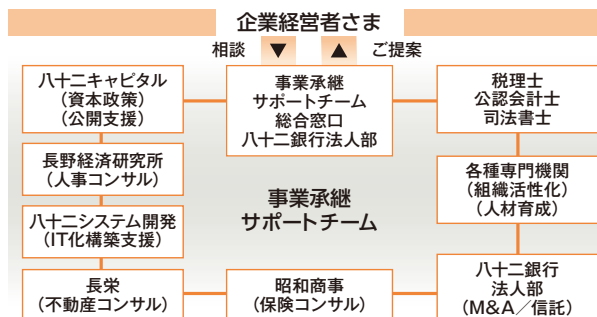 企業経営者さま
相談 ▼ ▲ ご提案
八十二キャピタル
(資本政策)
(公開支援)
事業承継
サポートチーム
総合窓口
八十二銀行法人部
税理士
公認会計士
司法書士
長野経済研究所
(人事コンサル)
各種専門機関
(組織活性化)
(人材育成)
事業承継
サポートチーム
八十二システム開発
(IT化構築支援)
長栄
(不動産コンサル)
昭和商事
(保険コンサル)
八十二銀行
法人部
(M&A／信託)